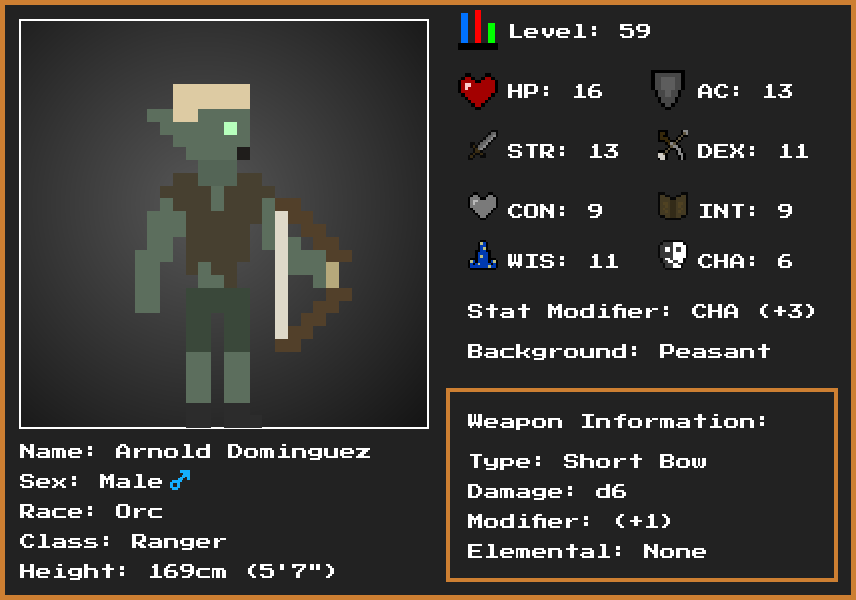 Level: 59
HP: 16 AC: 13
STR: 13 DEX: 11
CON: 9 INT: 9
WIS: 11 CHA: 6
Stat Modifier: CHA (+3)
Background: Peasant
Weapon Information:
Type: Short Bow
Damage: d6
Modifier: (+1)
Elemental: None
Name: Arnold Dominguez
Sex: Male ♂
Race: Orc
Class: Ranger
Height: 169cm (5'7")